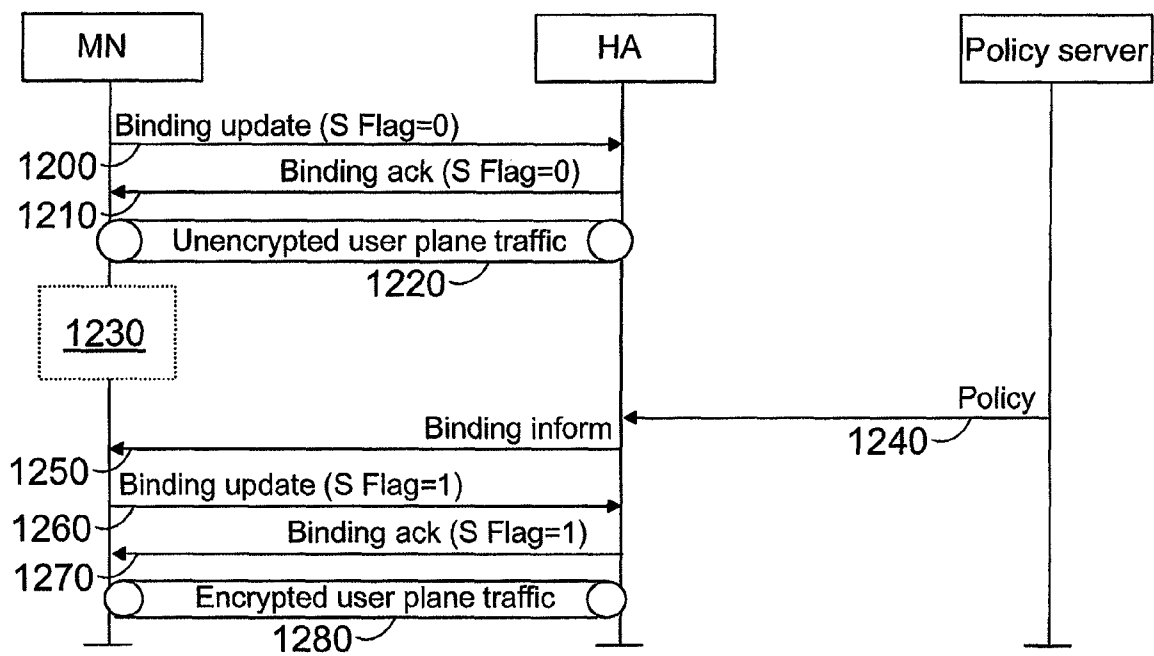 MN
HA
Policy server
Binding update (S Flag=0)
1200
Binding ack (S Flag=0)
1210
Unencrypted user plane traffic
1220
1230
Policy
1240
Binding inform
1250
Binding update (S Flag=1)
1260
Binding ack (S Flag=1)
1270
Encrypted user plane traffic
1280